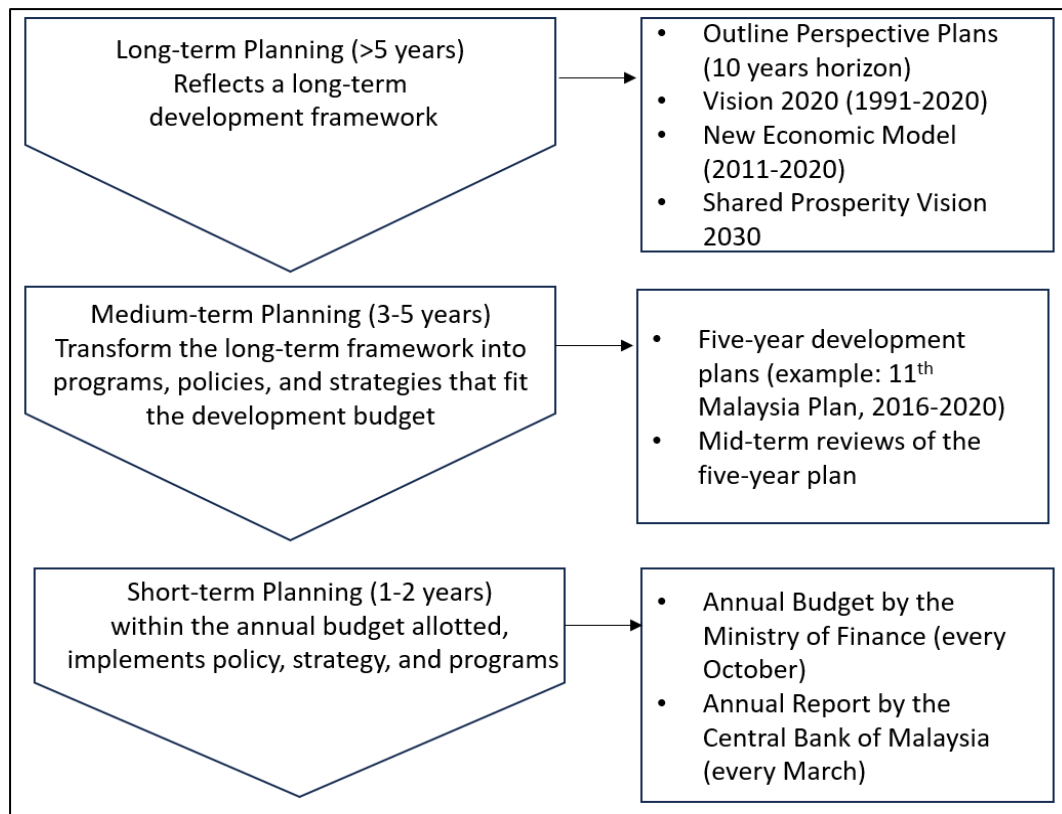 Long-term Planning (>5 years)
Reflects a long-term
development framework
• Outline Perspective Plans
(10 years horizon)
• Vision 2020 (1991-2020)
• New Economic Model
(2011-2020)
• Shared Prosperity Vision
2030
Medium-term Planning (3-5 years)
Transform the long-term framework into
programs, policies, and strategies that fit
the development budget
• Five-year development
plans (example: 11th
Malaysia Plan, 2016-2020)
• Mid-term reviews of the
five-year plan
Short-term Planning (1-2 years)
within the annual budget allotted,
implements policy, strategy, and programs
• Annual Budget by the
Ministry of Finance (every
October)
• Annual Report by the
Central Bank of Malaysia
(every March)